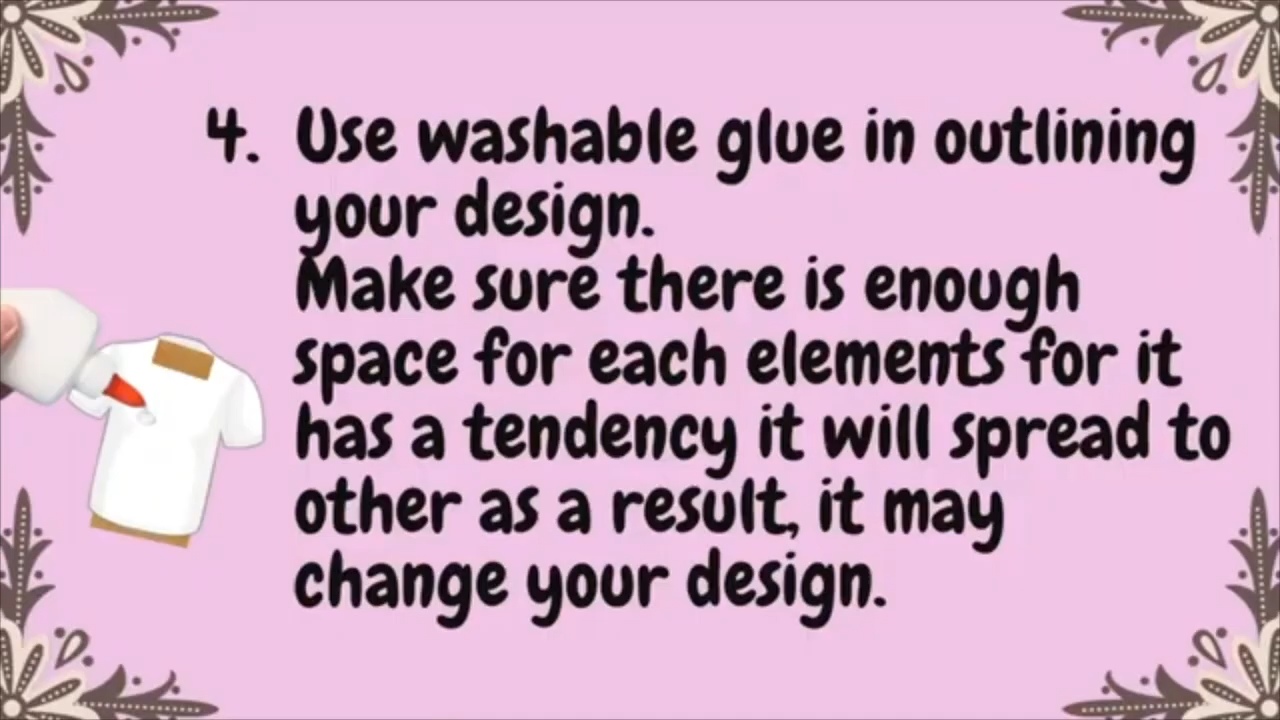 4. Use washable glue in outlining
your design.
Make sure there is enough
space for each elements for it
has a tendency it will spread to
other as a result, it may
change your design.